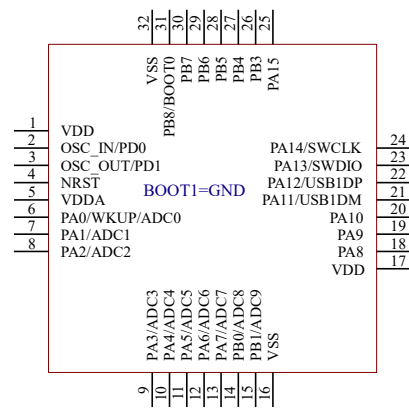 32
31
30
29
28
27
26
25
VSS
PB8/BOOT0
PB7
PB6
PB5
PB4
PB3
PA15
1 VDD
2 OSC_IN/PD0
3 OSC_OUT/PD1
4 NRST
5 VDDA
6 PA0/WKUP/ADC0
7 PA1/ADC1
8 PA2/ADC2
BOOT1=GND
PA14/SWCLK 24
PA13/SWDIO 23
PA12/USB1DP 22
PA11/USB1DM 21
PA10 20
PA9 19
PA8 18
VDD 17
PA3/ADC3
PA4/ADC4
PA5/ADC5
PA6/ADC6
PA7/ADC7
PB0/ADC8
PB1/ADC9
VSS
9
10
11
12
13
14
15
16